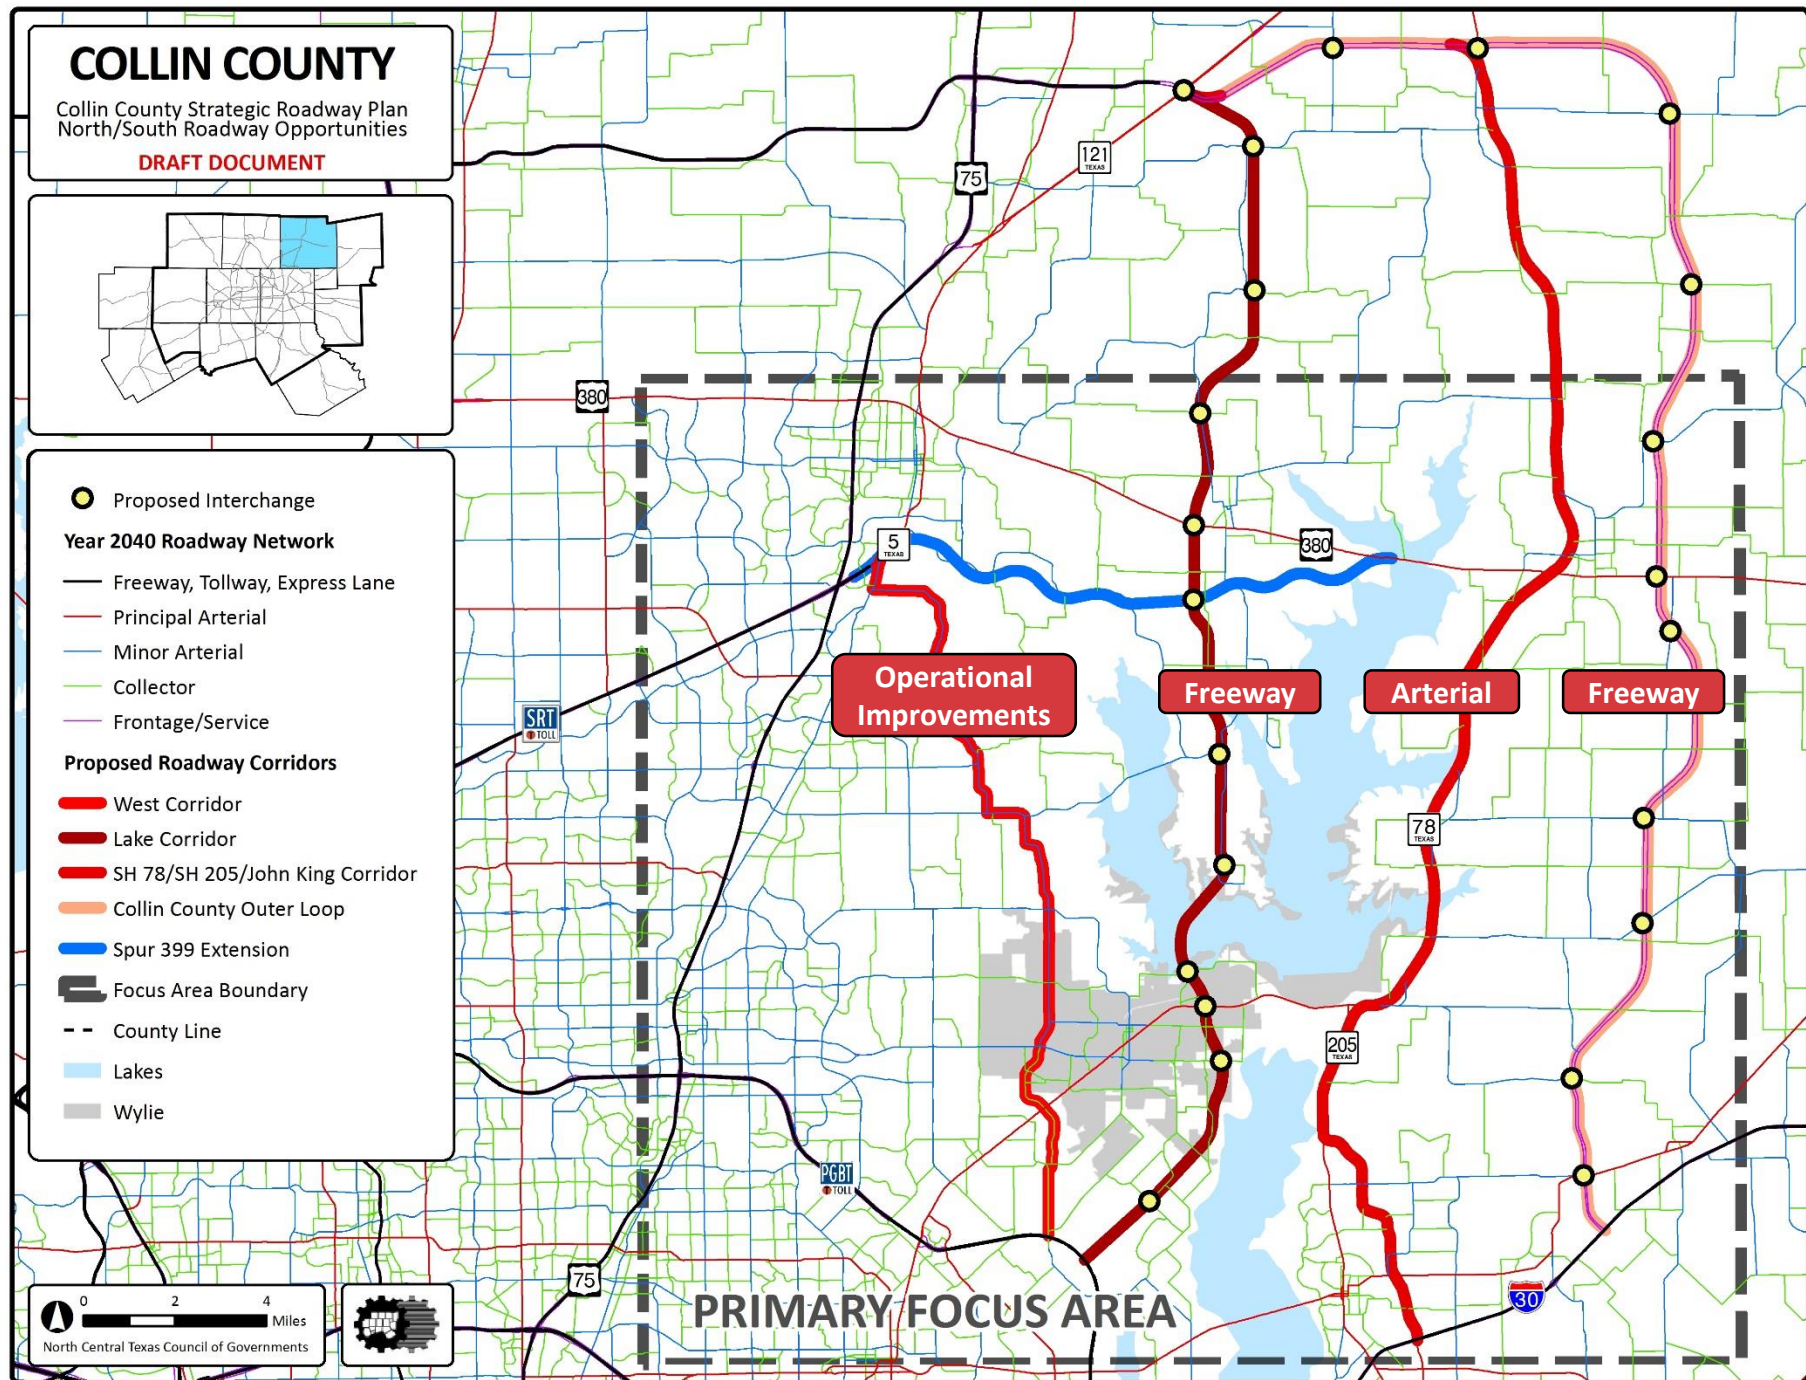 COLLIN COUNTY
Collin County Strategic Roadway Plan
North/South Roadway Opportunities
DRAFT DOCUMENT
Proposed Interchange
Year 2040 Roadway Network
Freeway, Tollway, Express Lane
Principal Arterial
Minor Arterial
Collector
Frontage/Service
Proposed Roadway Corridors
West Corridor
Lake Corridor
SH 78/SH 205/John King Corridor
Collin County Outer Loop
Spur 399 Extension
Focus Area Boundary
County Line
Lakes
Wylie
0 2 4
Miles
North Central Texas Council of Governments
121
TEXAS
75
380
5
TEXAS
380
Operational
Improvements
Freeway
Arterial
Freeway
SRT
TOLL
78
TEXAS
205
TEXAS
PGBT
TOLL
75
30
PRIMARY FOCUS AREA